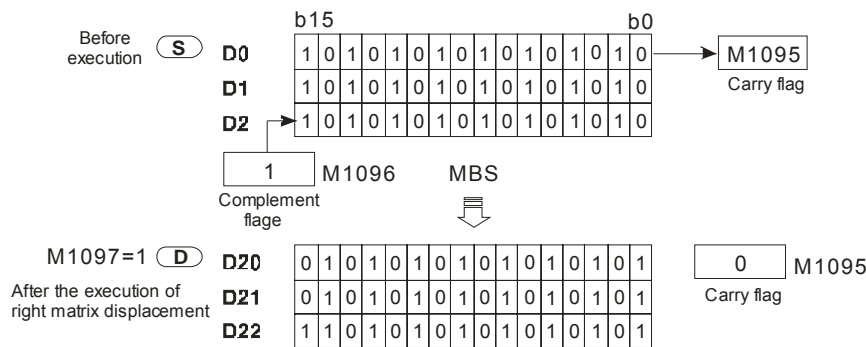 b15 b0
Before execution S D0 1 0 1 0 1 0 1 0 1 0 1 0 1 0 1 0 M1095
D1 1 0 1 0 1 0 1 0 1 0 1 0 1 0 1 0 Carry flag
D2 1 0 1 0 1 0 1 0 1 0 1 0 1 0 1 0
1 M1096 MBS
Complement
flage
M1097=1 D D20 0 1 0 1 0 1 0 1 0 1 0 1 0 1 0 1 0 M1095
After the execution of right matrix displacement D21 0 1 0 1 0 1 0 1 0 1 0 1 0 1 0 1 Carry flag
D22 1 1 0 1 0 1 0 1 0 1 0 1 0 1 0 1